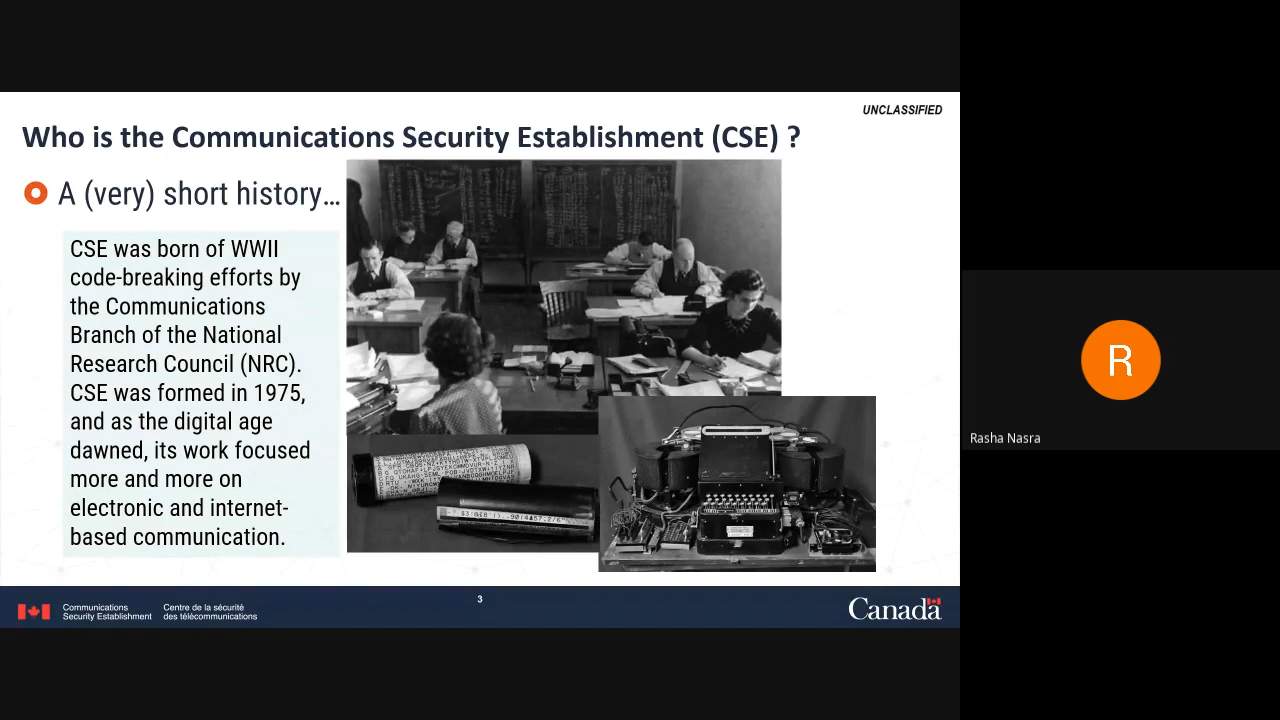 UNCLASSIFIED
Who is the Communications Security Establishment (CSE) ?
A (very) short history…
CSE was born of WWII
code-breaking efforts by
the Communications
Branch of the National
Research Council (NRC).
CSE was formed in 1975,
and as the digital age
dawned, its work focused
more and more on
electronic and internet-
based communication.
R
Rasha Nasra
3
Communications
Security Establishment
Centre de la sécurité
des télécommunications
Canada